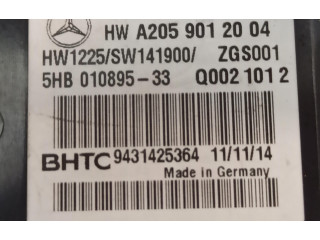 HW A205 901 20 04
HW1225/SW141900/ ZGS001
5HB 010895-33 Q002 101 2
BHTC 9431425364 11/11/14
Made in Germany